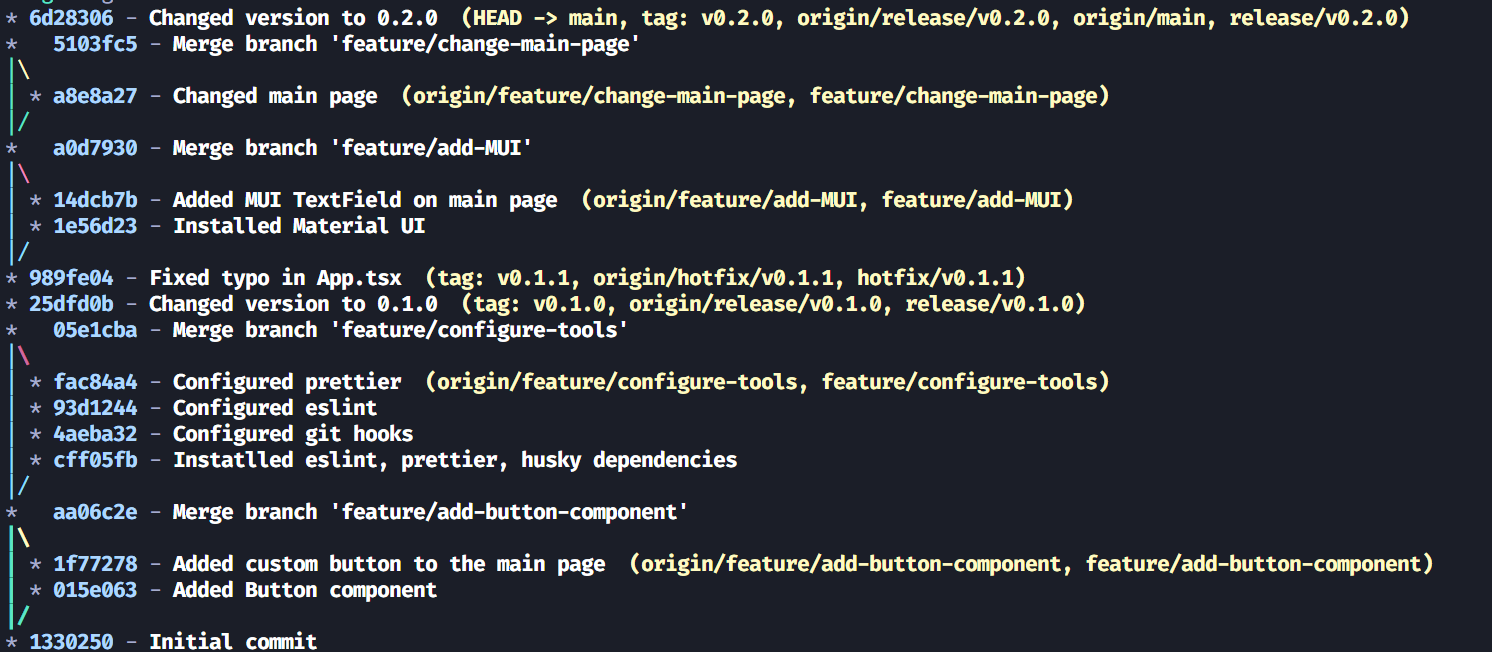 * 6d28306 - Changed version to 0.2.0  (HEAD -> main, tag: v0.2.0, origin/release/v0.2.0, origin/main, release/v0.2.0)
*   5103fc5 - Merge branch 'feature/change-main-page'
|\
| * a8e8a27 - Changed main page  (origin/feature/change-main-page, feature/change-main-page)
|/
*   a0d7930 - Merge branch 'feature/add-MUI'
|\
| * 14dcb7b - Added MUI TextField on main page  (origin/feature/add-MUI, feature/add-MUI)
| * 1e56d23 - Installed Material UI
|/
* 989fe04 - Fixed typo in App.tsx  (tag: v0.1.1, origin/hotfix/v0.1.1, hotfix/v0.1.1)
* 25dfd0b - Changed version to 0.1.0  (tag: v0.1.0, origin/release/v0.1.0, release/v0.1.0)
*   05e1cba - Merge branch 'feature/configure-tools'
|\
| * fac84a4 - Configured prettier  (origin/feature/configure-tools, feature/configure-tools)
| * 93d1244 - Configured eslint
| * 4aeba32 - Configured git hooks
| * cff05fb - Instatlled eslint, prettier, husky dependencies
|/
*   aa06c2e - Merge branch 'feature/add-button-component'
|\
| * 1f77278 - Added custom button to the main page  (origin/feature/add-button-component, feature/add-button-component)
| * 015e063 - Added Button component
|/
* 1330250 - Initial commit